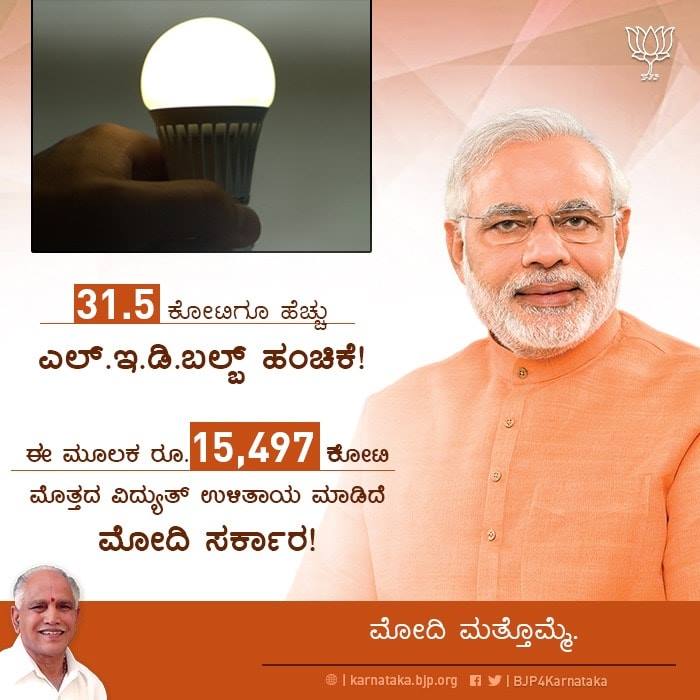 31.5 ಕೋಟಿಗೂ ಹೆಚ್ಚು
ಎಲ್.ಇ.ಡಿ.ಬಲ್ಬ್ ಹಂಚಿಕೆ!
ಈ ಮೂಲಕ ರೂ.15,497 ಕೋಟಿ
ಮೊತ್ತದ ವಿದ್ಯುತ್ ಉಳಿತಾಯ ಮಾಡಿದೆ
ಮೋದಿ ಸರ್ಕಾರ!
ಮೋದಿ ಮತ್ತೊಮ್ಮೆ.
| karnataka.bjp.org | BJP4Karnataka